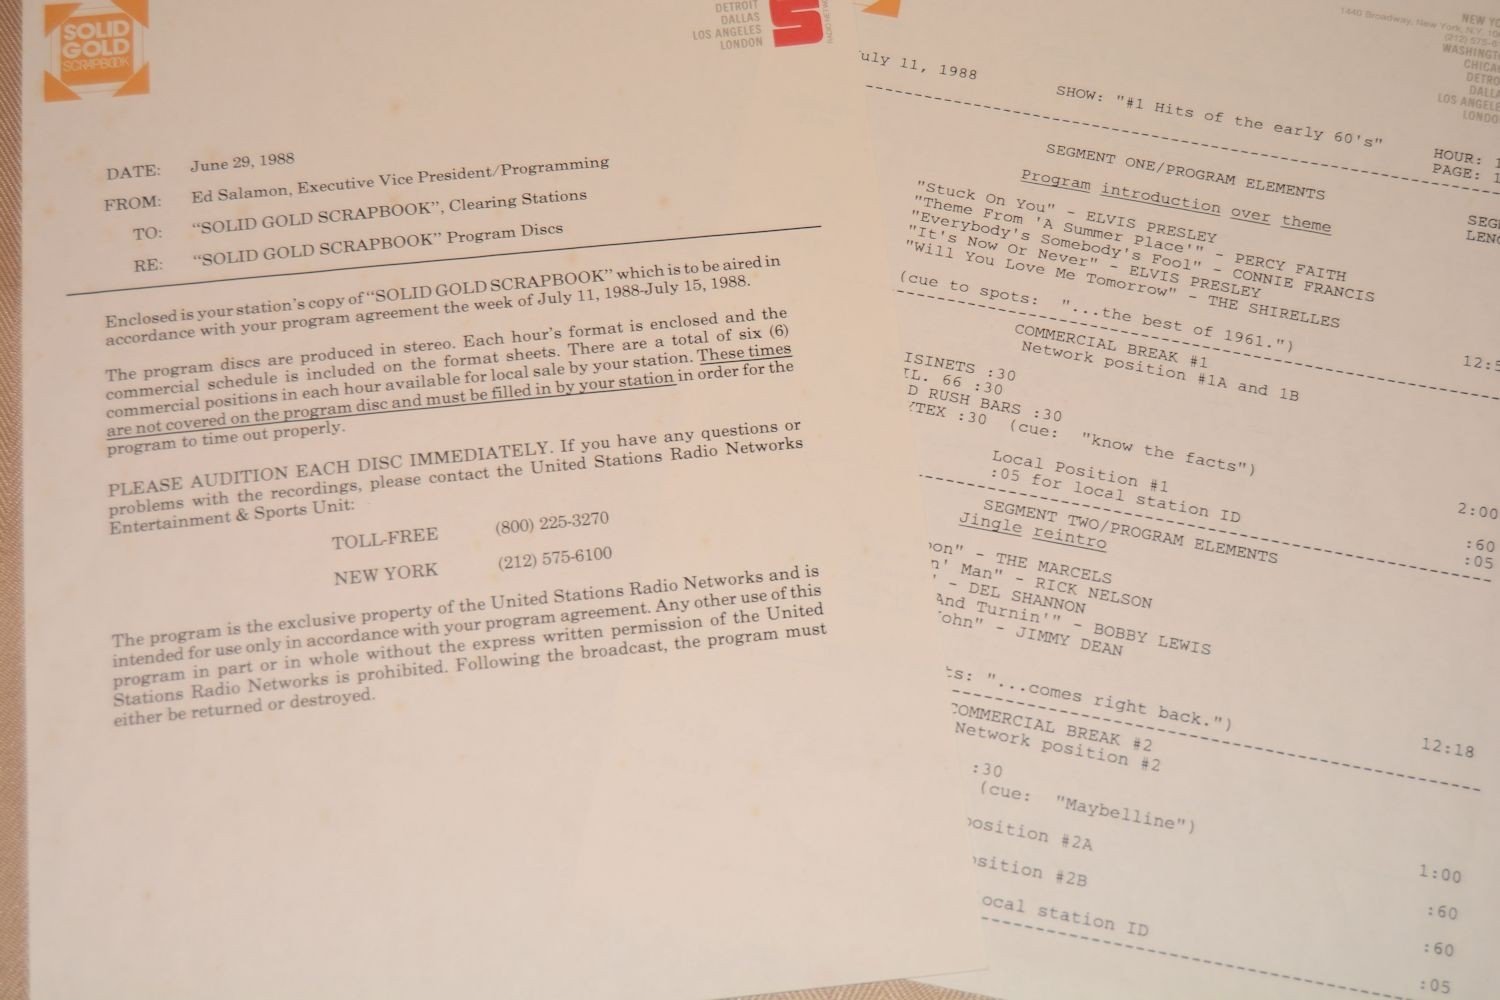 SOLID
GOLD
SCRAPBOOK
DETROIT
DALLAS
LOS ANGELES
LONDON
RADIO NETWORKS
DATE: June 29, 1988
FROM: Ed Salamon, Executive Vice President/Programming
TO: “SOLID GOLD SCRAPBOOK”, Clearing Stations
RE: “SOLID GOLD SCRAPBOOK” Program Discs
Enclosed is your station's copy of “SOLID GOLD SCRAPBOOK” which is to be aired in
accordance with your program agreement the week of July 11, 1988-July 15, 1988.
The program discs are produced in stereo. Each hour's format is enclosed and the
commercial schedule is included on the format sheets. There are a total of six (6)
commercial positions in each hour available for local sale by your station. These times
are not covered on the program disc and must be filled in by your station in order for the
program to time out properly.
PLEASE AUDITION EACH DISC IMMEDIATELY. If you have any questions or
problems with the recordings, please contact the United Stations Radio Networks
Entertainment & Sports Unit:
TOLL-FREE (800) 225-3270
NEW YORK (212) 575-6100
The program is the exclusive property of the United Stations Radio Networks and is
intended for use only in accordance with your program agreement. Any other use of this
program in part or in whole without the express written permission of the United
Stations Radio Networks is prohibited. Following the broadcast, the program must
either be returned or destroyed.
1440 Broadway, New York, N.Y. 10
(212) 575-6
NEW YO
WASHINGT
CHICA
DETRO
DALLA
LOS ANGELE
LONDO
uly 11, 1988
SHOW: "#1 Hits of the early 60's"
HOUR: 1
PAGE: 1
SEGMENT ONE/PROGRAM ELEMENTS
SEG
LENG
Program introduction over theme
"Stuck On You" - ELVIS PRESLEY
"Theme From 'A Summer Place'" - PERCY FAITH
"Everybody's Somebody's Fool" - CONNIE FRANCIS
"It's Now Or Never" - ELVIS PRESLEY
"Will You Love Me Tomorrow" - THE SHIRELLES
(cue to spots: "...the best of 1961.")
12:5
COMMERCIAL BREAK #1
Network position #1A and 1B
ISINETS :30
IL. 66 :30
D RUSH BARS :30
YTEX :30 (cue: "know the facts")
2:00
Local Position #1
:60
:05 for local station ID
:05
SEGMENT TWO/PROGRAM ELEMENTS
Jingle reintro
oon" - THE MARCELS
n' Man" - RICK NELSON
" - DEL SHANNON
And Turnin'" - BOBBY LEWIS
John" - JIMMY DEAN
ts: "...comes right back.")
12:18
COMMERCIAL BREAK #2
Network position #2
:30
(cue: "Maybelline")
1:00
position #2A
:60
osition #2B
:60
ocal station ID
:05